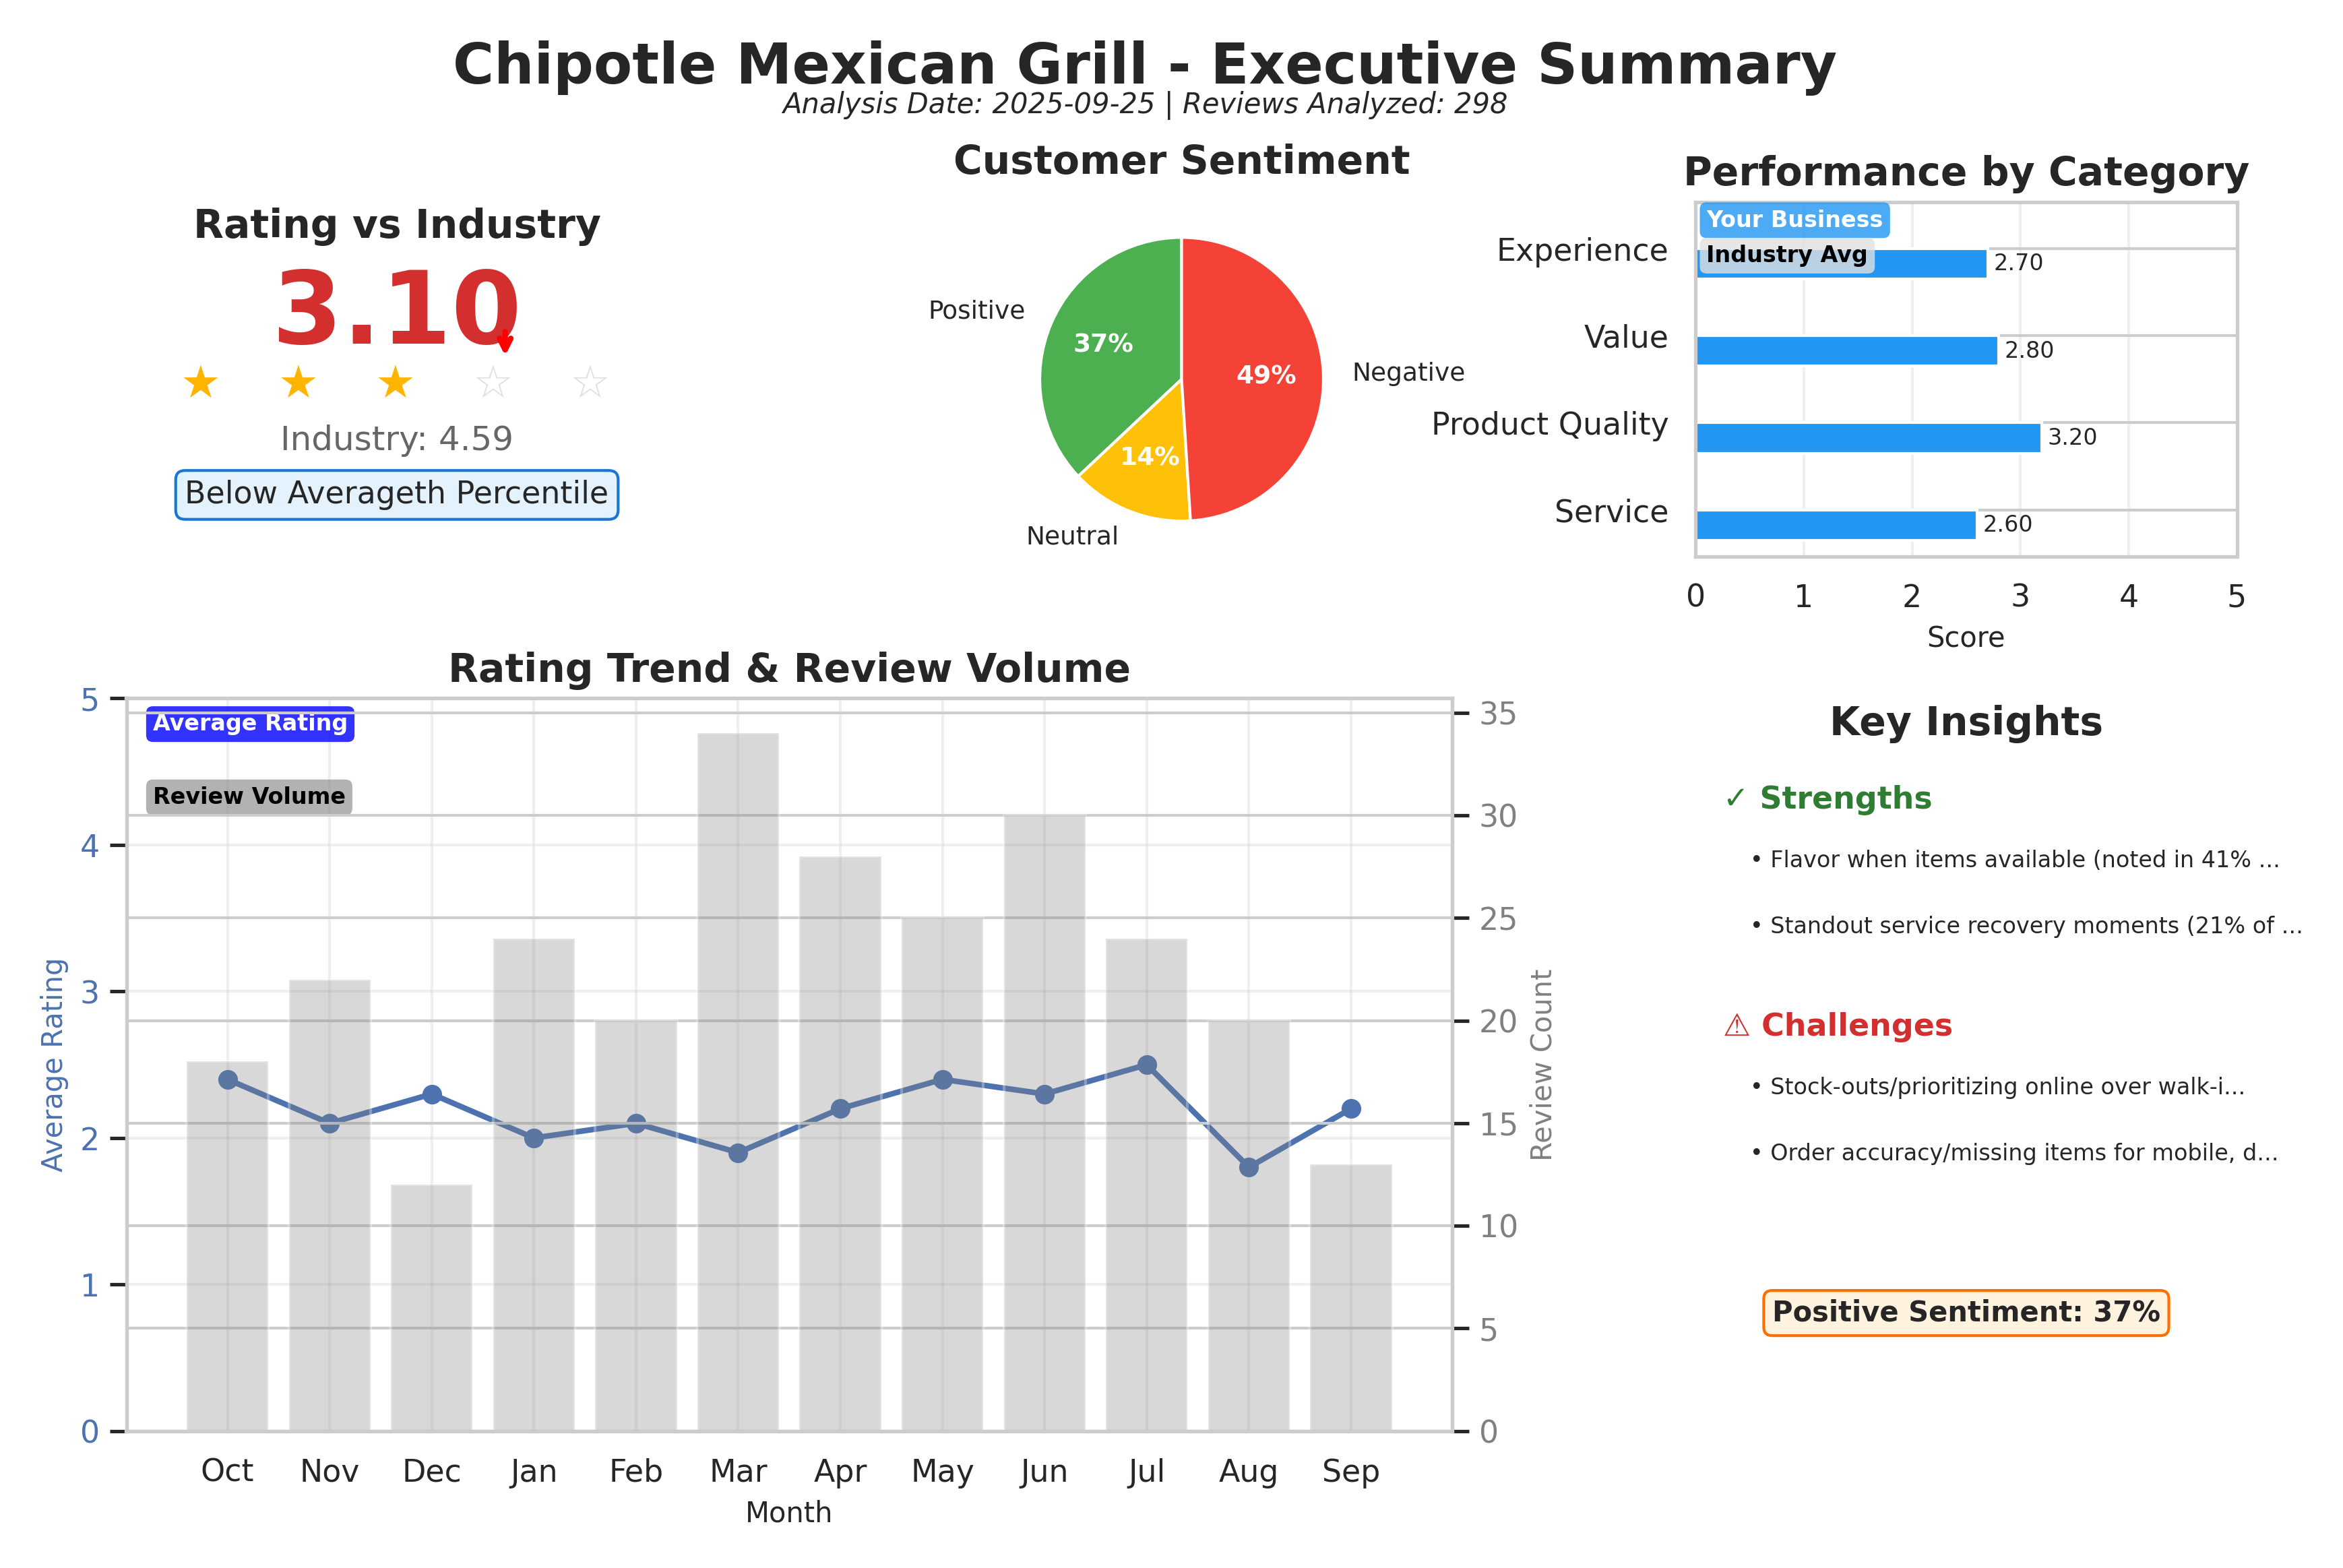 Chipotle Mexican Grill - Executive Summary
Analysis Date: 2025-09-25 | Reviews Analyzed: 298
Rating vs Industry
3.10
★ ★ ★ ☆ ☆
Industry: 4.59
Below Averageth Percentile
Customer Sentiment
Positive
37%
49%
Negative
14%
Neutral
Performance by Category
Your Business
Industry Avg
Experience
2.70
Value
2.80
Product Quality
3.20
Service
2.60
0 1 2 3 4 5
Score
Rating Trend & Review Volume
Average Rating
Review Volume
5
4
3
2
1
0
Average Rating
35
30
25
20
15
10
5
0
Review Count
Oct Nov Dec Jan Feb Mar Apr May Jun Jul Aug Sep
Month
Key Insights
✓ Strengths
• Flavor when items available (noted in 41% ...
• Standout service recovery moments (21% of ...
⚠ Challenges
• Stock-outs/prioritizing online over walk-i...
• Order accuracy/missing items for mobile, d...
Positive Sentiment: 37%